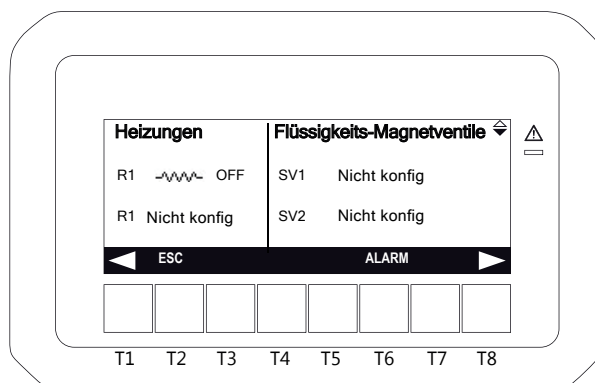 Heizungen
R1 OFF
R1 Nicht konfig
Flüssigkeits-Magnetventile
SV1 Nicht konfig
SV2 Nicht konfig
ESC ALARM
T1 T2 T3 T4 T5 T6 T7 T8